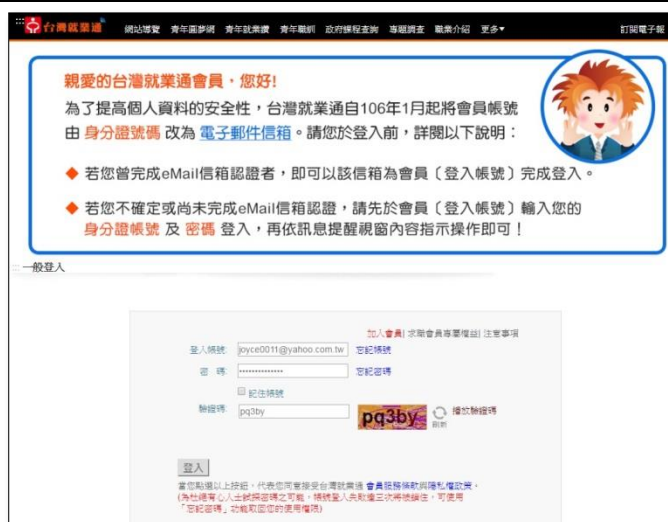 台灣就業通 網站導覽 青年圓夢網 青年就業讚 青年職訓 政府課程查詢 專題調查 職業介紹 更多▾ 訂閱電子報
親愛的台灣就業通會員，您好!
為了提高個人資料的安全性，台灣就業通自106年1月起將會員帳號
由 身分證號碼 改為 電子郵件信箱。請您於登入前，詳閱以下說明：
◆ 若您曾完成eMail信箱認證者，即可以該信箱為會員〔登入帳號〕完成登入。
◆ 若您不確定或尚未完成eMail信箱認證，請先於會員〔登入帳號〕輸入您的
身分證帳號 及 密碼 登入，再依訊息提醒視窗內容指示操作即可！
::: 一般登入
加入會員| 求職會員專屬權益| 注意事項
登入帳號: joyce0011@yahoo.com.tw 忘記帳號
密 碼: •••••••••••••• 忘記密碼
記住帳號
驗證碼: pq3by pq3by 刷新 播放驗證碼
登入
當您點選以上按鈕，代表您同意接受台灣就業通 會員服務條款與隱私權政策。
(為杜絕有心人士試探密碼之可能，帳號登入失敗達三次將被鎖住，可使用
「忘記密碼」功能取回您的使用權限)